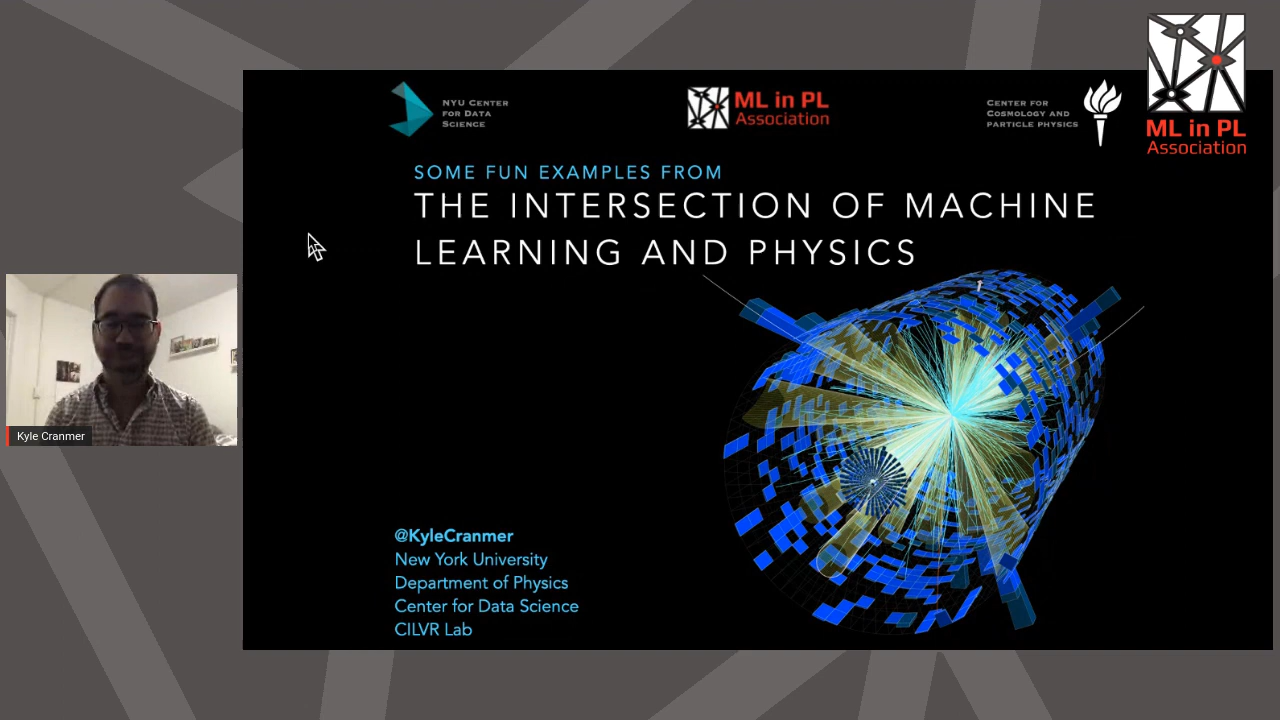 NYU CENTER
FOR DATA
SCIENCE
ML in PL
Association
CENTER FOR
COSMOLOGY AND
PARTICLE PHYSICS
ML in PL
Association
SOME FUN EXAMPLES FROM
THE INTERSECTION OF MACHINE
LEARNING AND PHYSICS
Kyle Cranmer
@KyleCranmer
New York University
Department of Physics
Center for Data Science
CILVR Lab